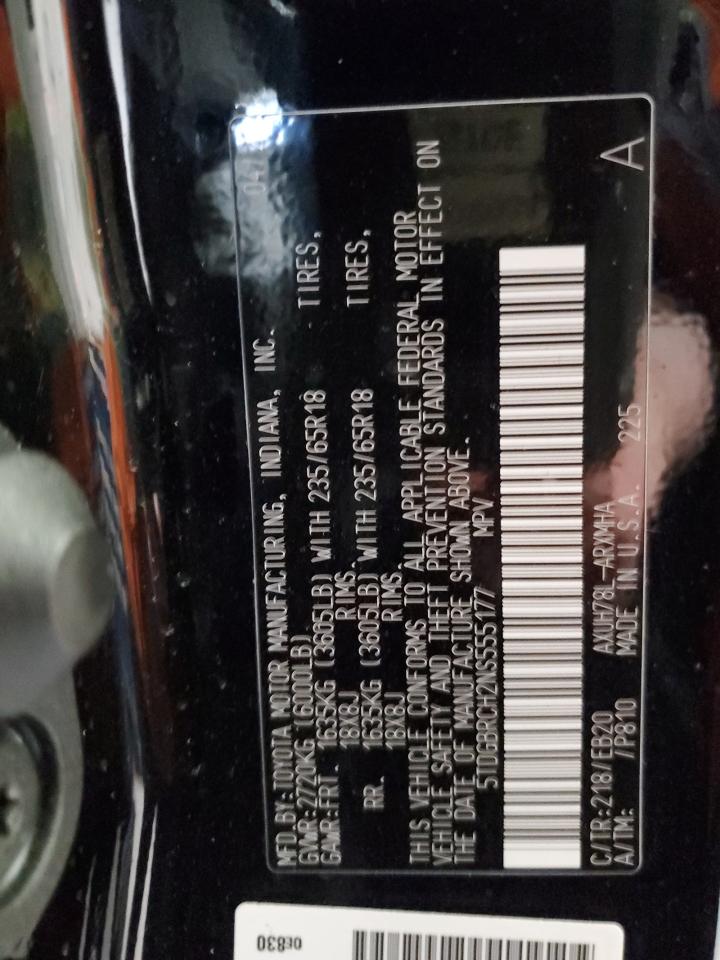 MFD. BY: TOYOTA MOTOR MANUFACTURING, INDIANA, INC.
GVWR: 2720KG (6000LB)
GAWR: FRT. 1635KG (3605LB) WITH 235/65R18 TIRES,
18X8J RIMS.
RR. 1635KG (3605LB) WITH 235/65R18 TIRES,
18X8J RIMS.
THIS VEHICLE CONFORMS TO ALL APPLICABLE FEDERAL MOTOR
VEHICLE SAFETY AND THEFT PREVENTION STANDARDS IN EFFECT ON
THE DATE OF MANUFACTURE SHOWN ABOVE.
5TDGBRCH2NS555177 MPV
C/TR: 218/EB20 AXUH78L-ARXMHA
A/TM: /P810 MADE IN U.S.A. 225
A
0E830